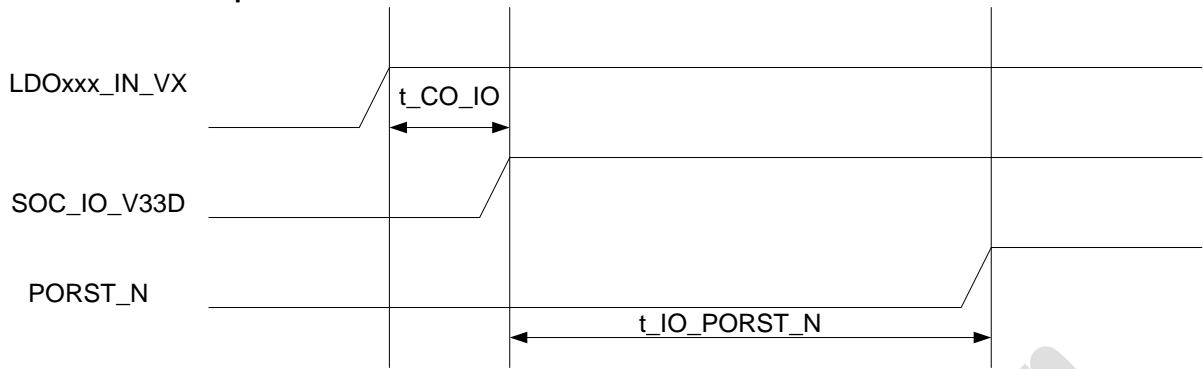 LDOxxx_IN_VX
t_CO_IO
SOC_IO_V33D
PORST_N
t_IO_PORST_N